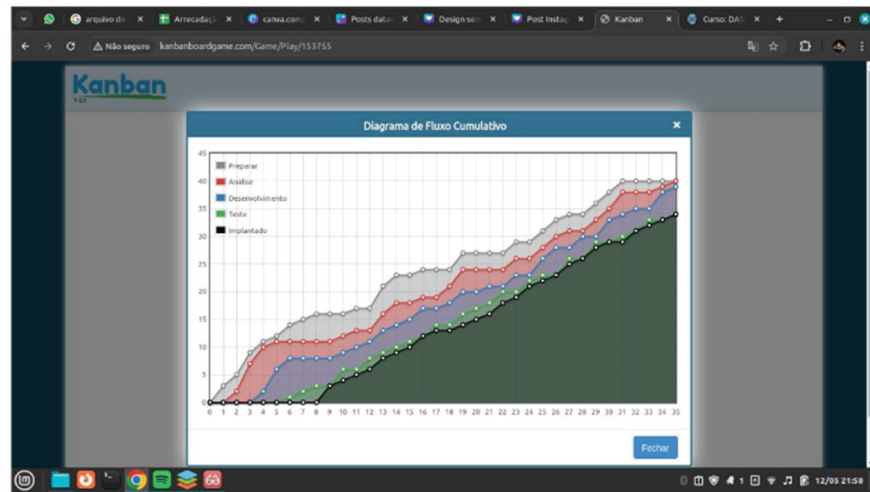 arquivo do
Arrecadaçã
canva.com/
Posts data
Design sem
Post Instag
Kanban
Curso: DAS
Não seguro
kanbanboardgame.com/Game/Play/153755
Kanban
Diagrama de Fluxo Cumulativo
45
40
35
30
25
20
15
10
5
0
Preparar
Análise
Desenvolvimento
Teste
Implantado
0 1 2 3 4 5 6 7 8 9 10 11 12 13 14 15 16 17 18 19 20 21 22 23 24 25 26 27 28 29 30 31 32 33 34 35
Fechar
1
12/05 21:58